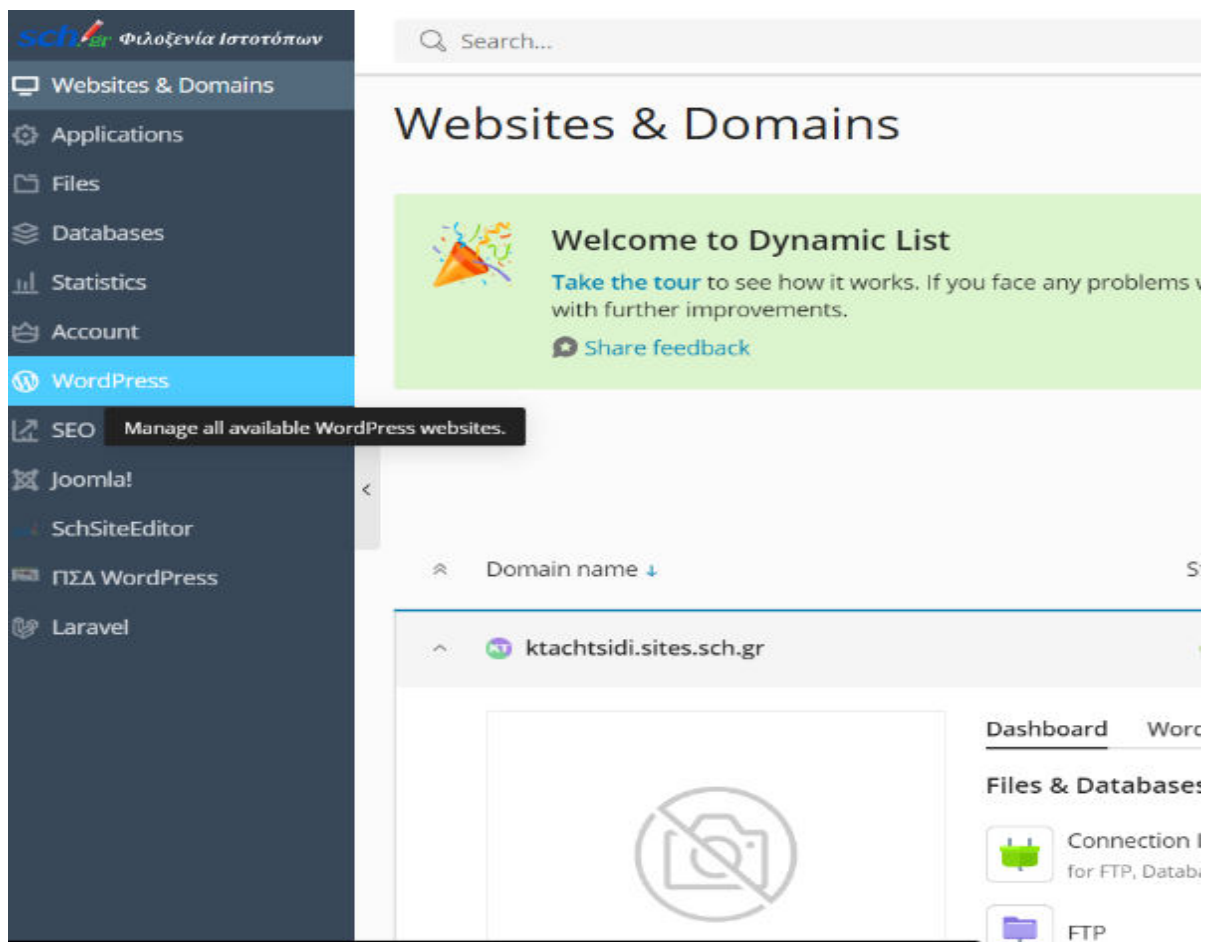 sch.gr Φιλοξενία Ιστοτόπων
Websites & Domains
Applications
Files
Databases
Statistics
Account
WordPress
SEO
Manage all available WordPress websites.
Joomla!
SchSiteEditor
ΠΣΔ WordPress
Laravel
Search...
Websites & Domains
Welcome to Dynamic List
Take the tour to see how it works. If you face any problems
with further improvements.
Share feedback
Domain name
ktachtsidi.sites.sch.gr
Dashboard
Files & Databases
Connection
for FTP,
FTP